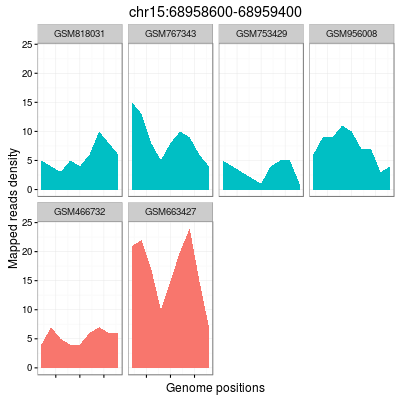 chr15:68958600-68959400
GSM818031 GSM767343 GSM753429 GSM956008
25
20
15
10
5
0
Mapped reads density
GSM466732 GSM663427
25
20
15
10
5
0
Genome positions